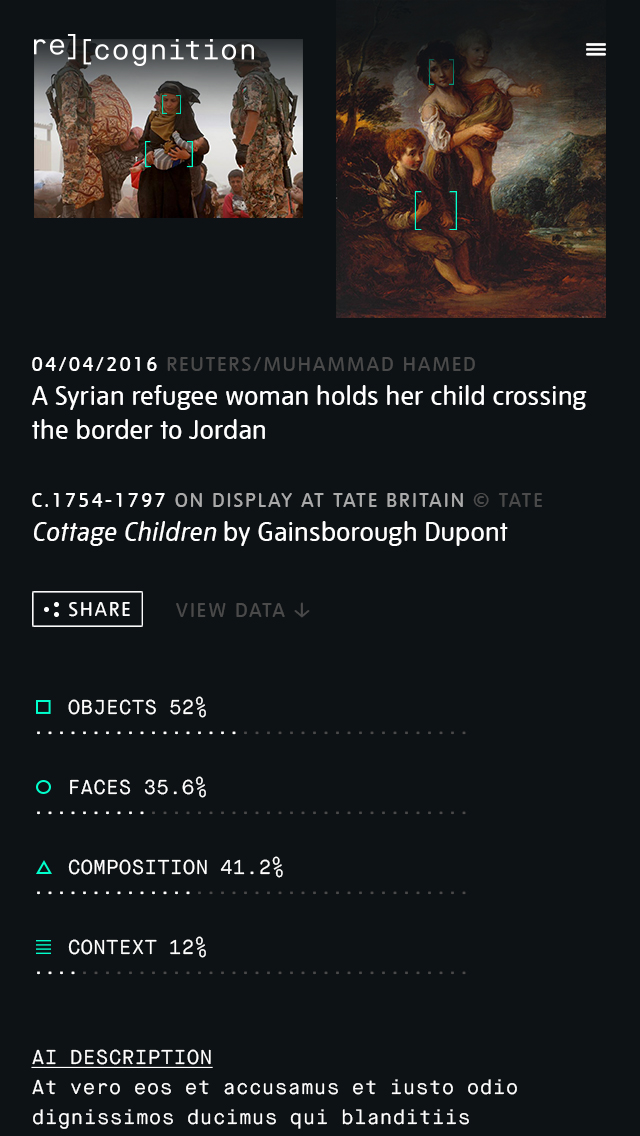 re][cognition
04/04/2016 REUTERS/MUHAMMAD HAMED
A Syrian refugee woman holds her child crossing
the border to Jordan
C.1754-1797 ON DISPLAY AT TATE BRITAIN © TATE
Cottage Children by Gainsborough Dupont
SHARE VIEW DATA ↓
OBJECTS 52%
FACES 35.6%
COMPOSITION 41.2%
CONTEXT 12%
AI DESCRIPTION
At vero eos et accusamus et iusto odio
dignissimos ducimus qui blanditiis